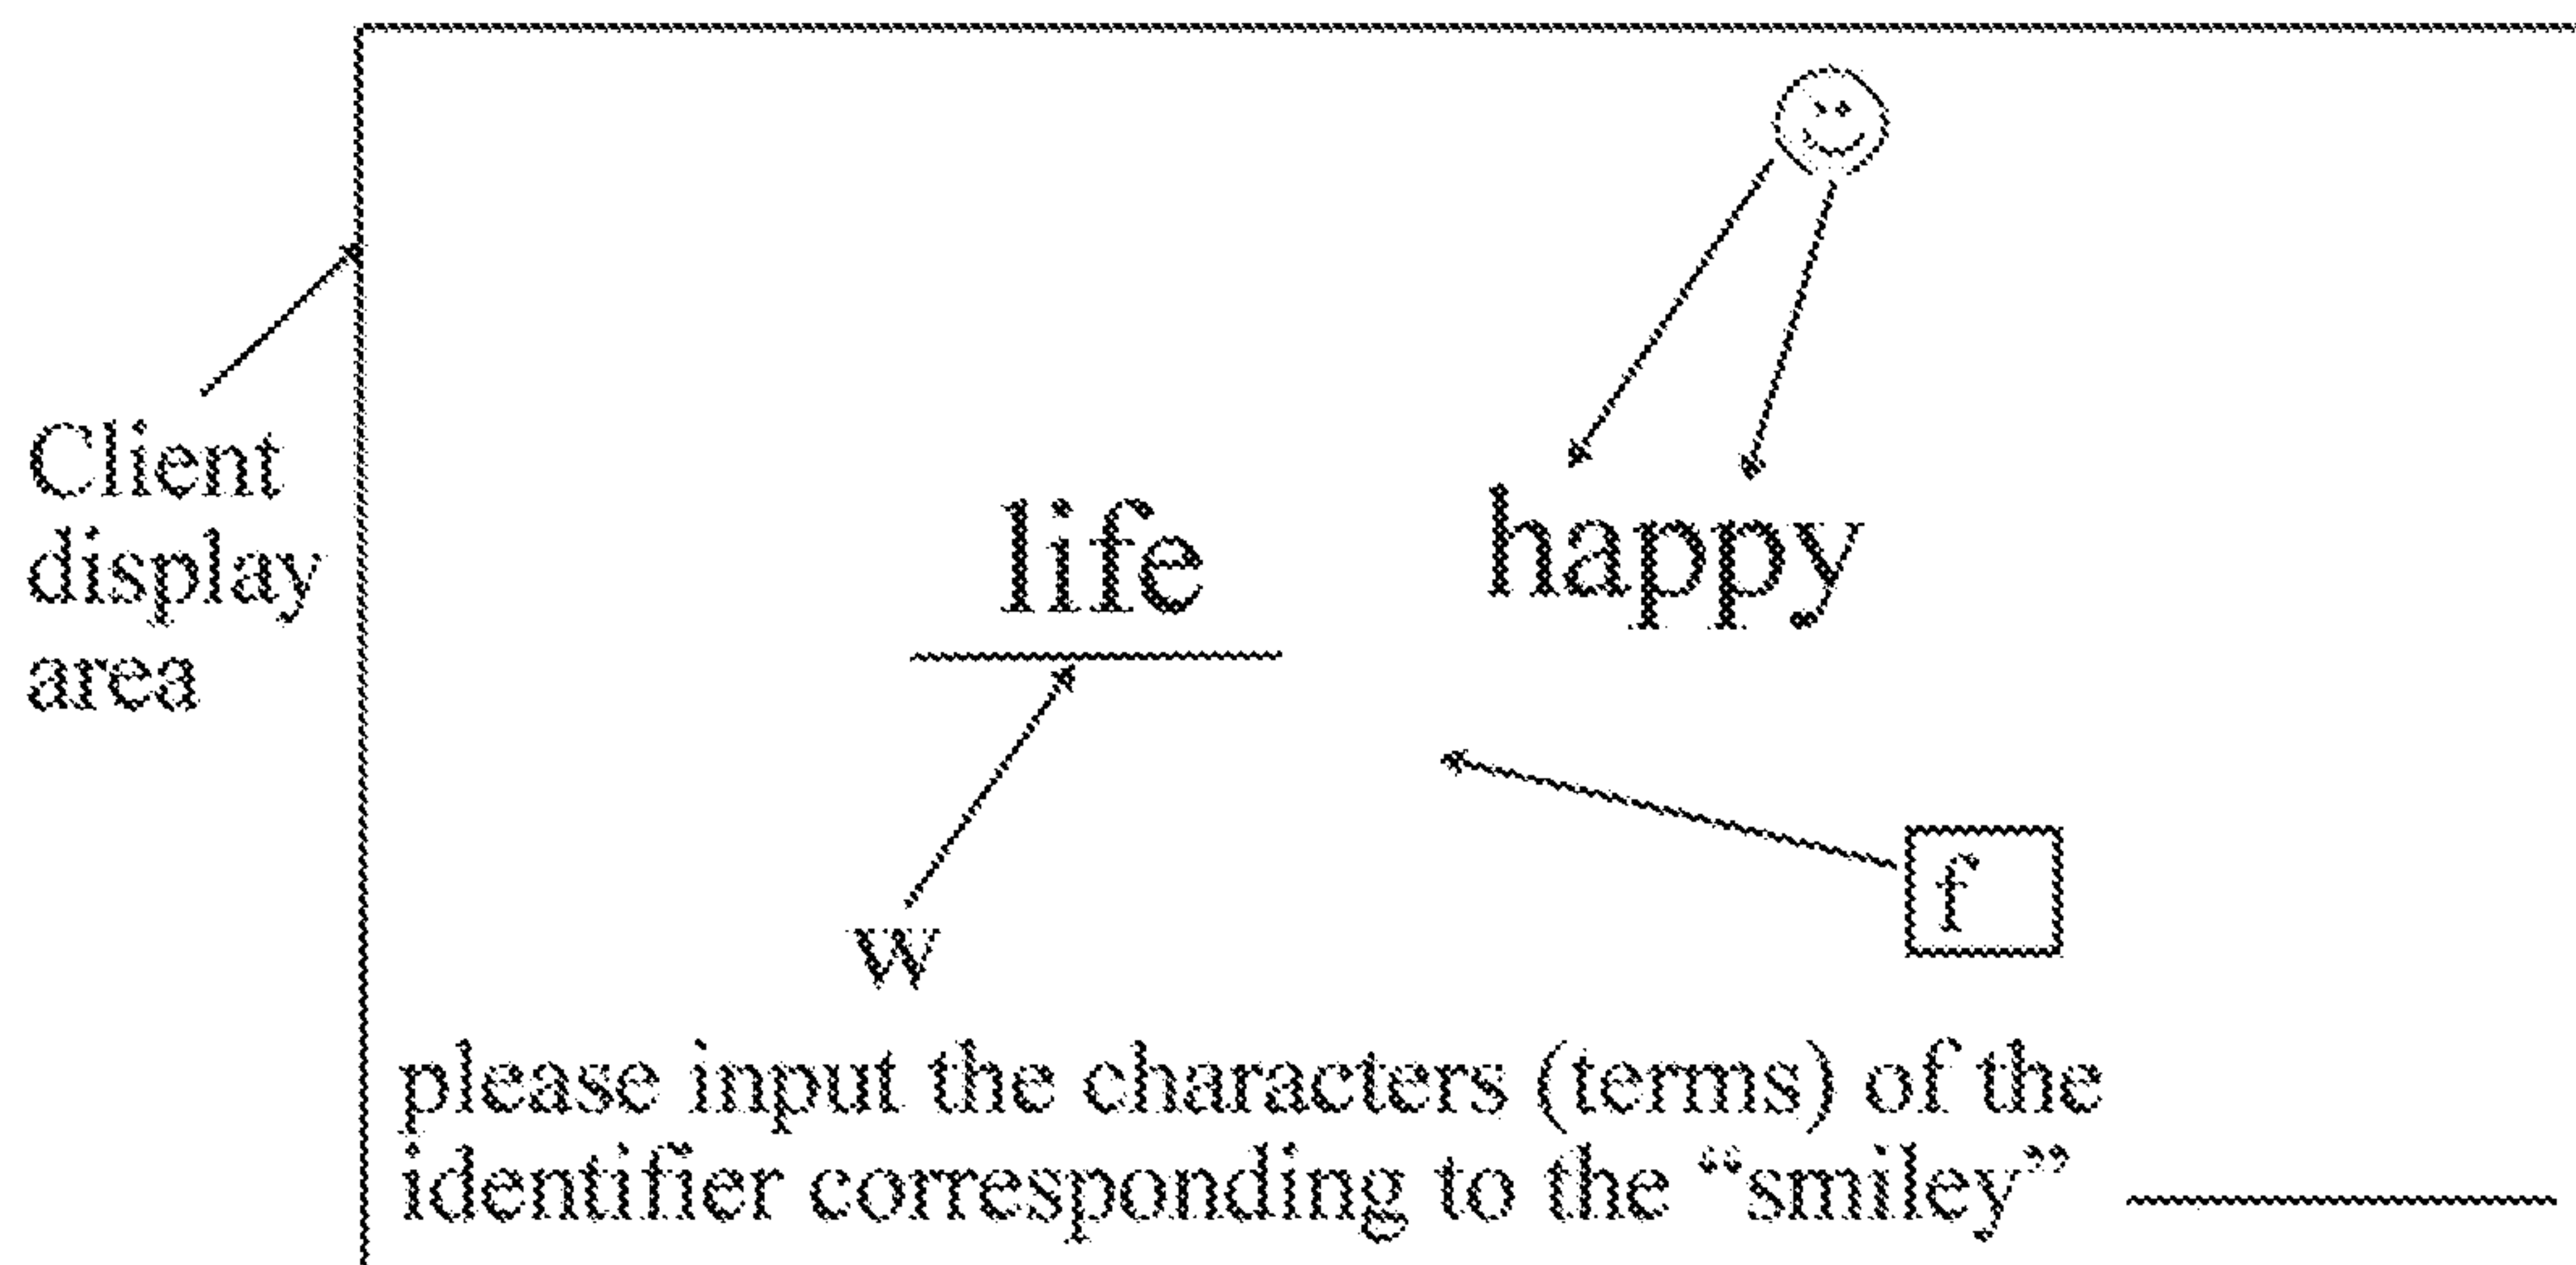 Client
display
area
life
happy
w
f
please input the characters (terms) of the
identifier corresponding to the “smiley”